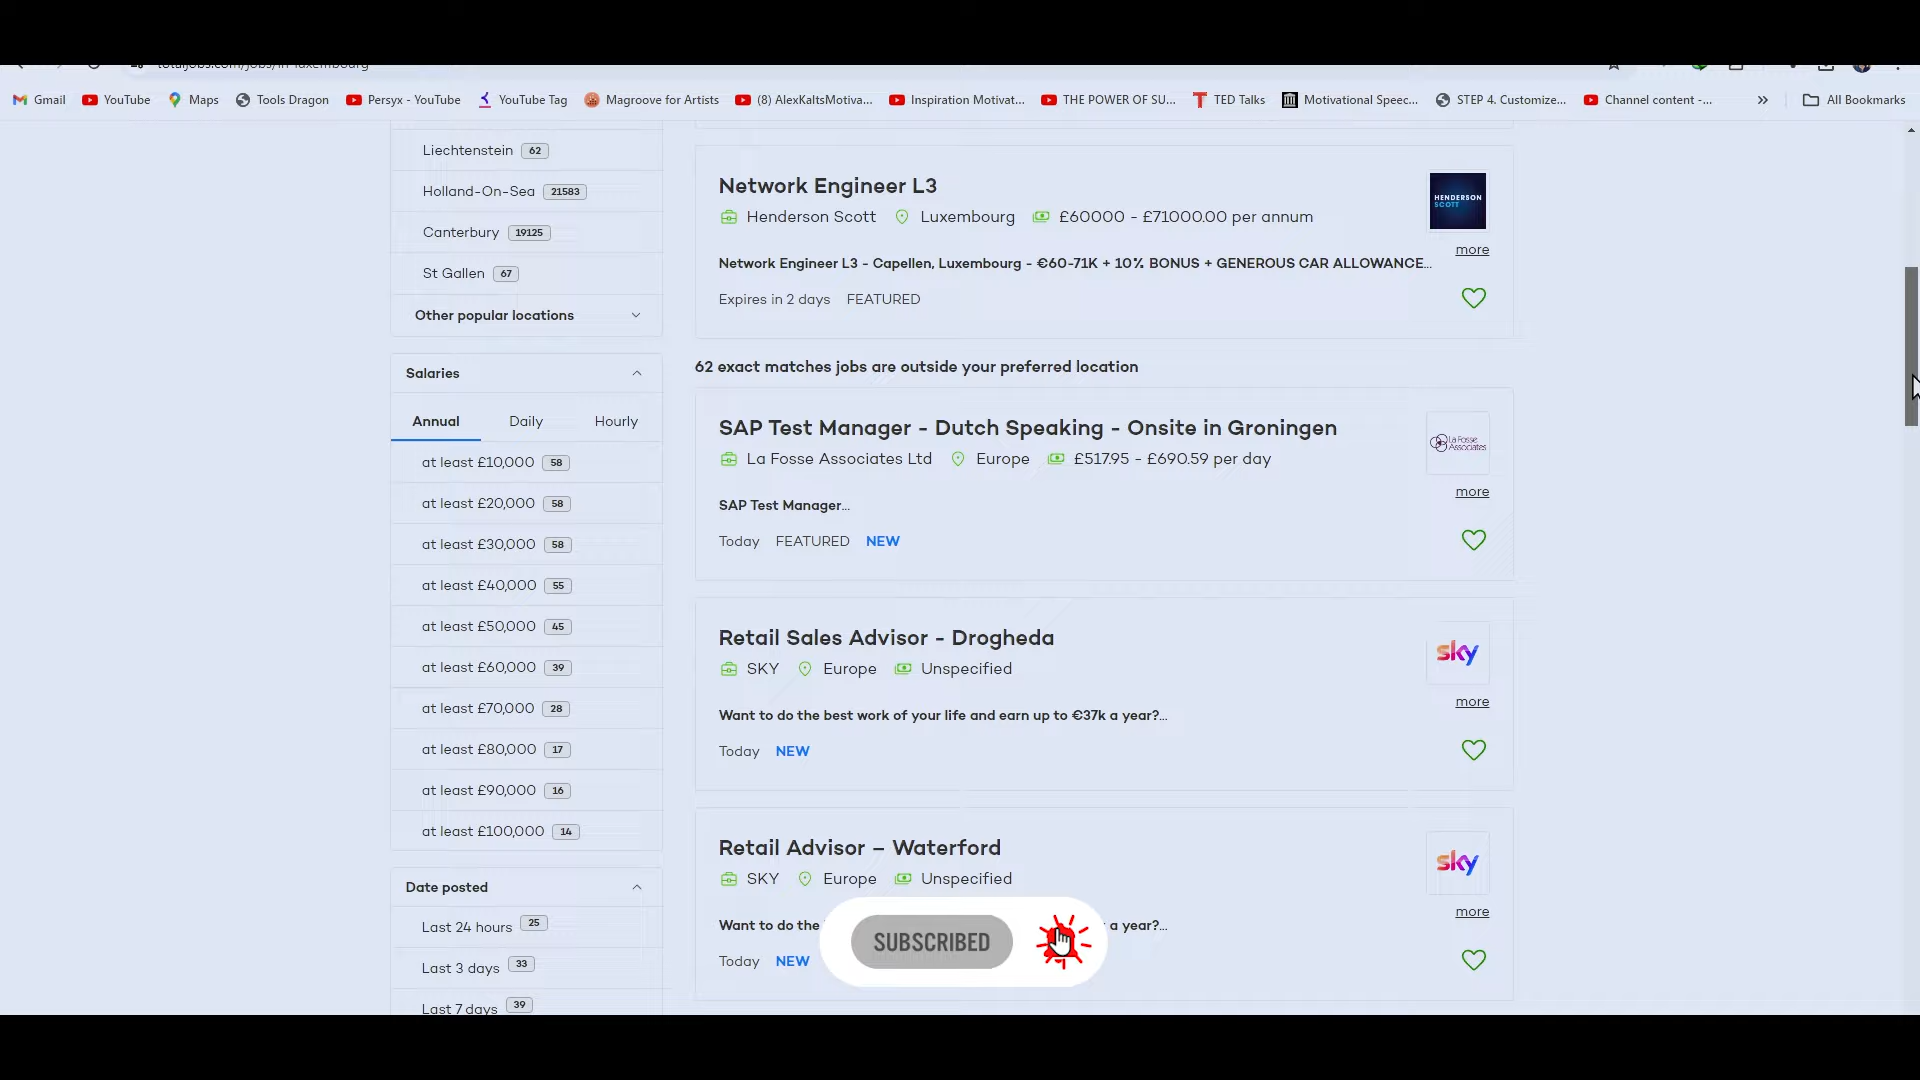 totaljobs.com/jobs/in-luxembourg
Gmail YouTube Maps Tools Dragon Persyx - YouTube YouTube Tag Magroove for Artists (8) AlexKaltsMotiva... Inspiration Motivat... THE POWER OF SU... TED Talks Motivational Speec... STEP 4. Customize... Channel content -... All Bookmarks
Liechtenstein 62
Holland-On-Sea 21583
Canterbury 19125
St Gallen 67
Other popular locations
Salaries
Annual Daily Hourly
at least £10,000 58
at least £20,000 58
at least £30,000 58
at least £40,000 55
at least £50,000 45
at least £60,000 39
at least £70,000 28
at least £80,000 17
at least £90,000 16
at least £100,000 14
Date posted
Last 24 hours 25
Last 3 days 33
Last 7 days 39
Network Engineer L3
Henderson Scott Luxembourg £60000 - £71000.00 per annum
HENDERSON
SCOTT
more
Network Engineer L3 - Capellen, Luxembourg - €60-71K + 10% BONUS + GENEROUS CAR ALLOWANCE...
Expires in 2 days FEATURED
62 exact matches jobs are outside your preferred location
SAP Test Manager - Dutch Speaking - Onsite in Groningen
La Fosse Associates Ltd Europe £517.95 - £690.59 per day
La Fosse
Associates
more
SAP Test Manager...
Today FEATURED NEW
Retail Sales Advisor - Drogheda
SKY Europe Unspecified
sky
more
Want to do the best work of your life and earn up to €37k a year?...
Today NEW
Retail Advisor – Waterford
SKY Europe Unspecified
sky
more
Want to do the a year?...
SUBSCRIBED
Today NEW